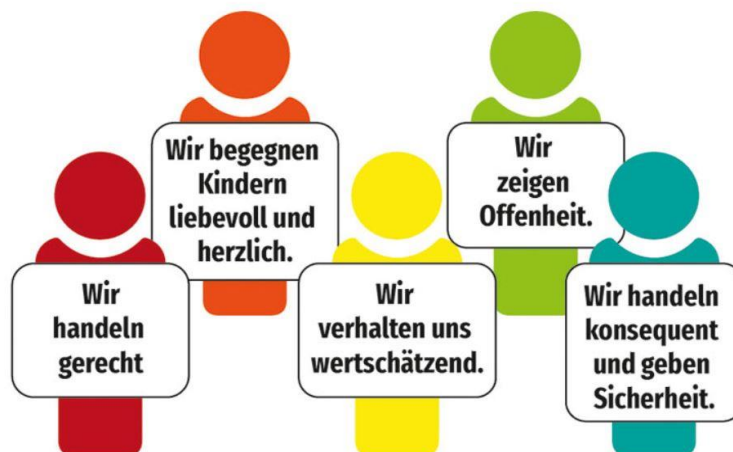 Wir begegnen
Kindern
liebevoll und
herzlich.
Wir
zeigen
Offenheit.
Wir
handeln
gerecht
Wir
verhalten uns
wertschätzend.
Wir handeln
konsequent
und geben
Sicherheit.